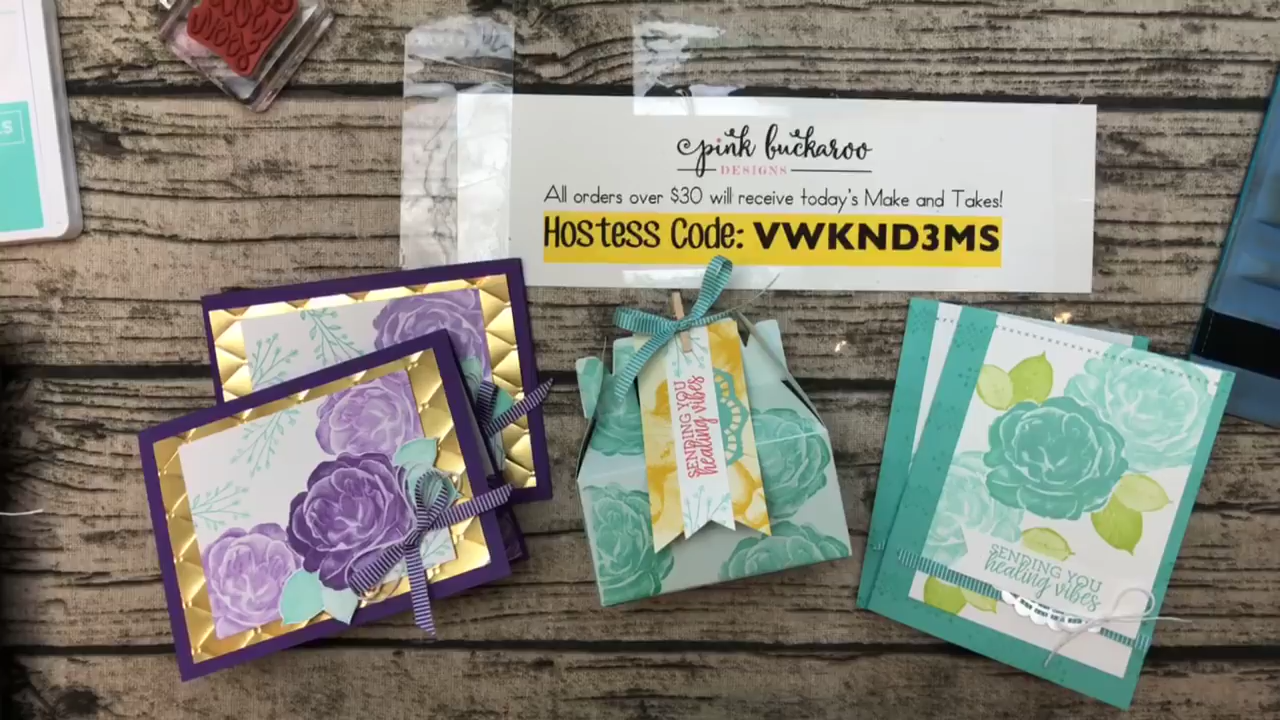 pink buckaroo
DESIGNS
All orders over $30 will receive today's Make and Takes!
Hostess Code: VWKND3MS
SENDING YOU
healing vibes
SENDING YOU
healing vibes